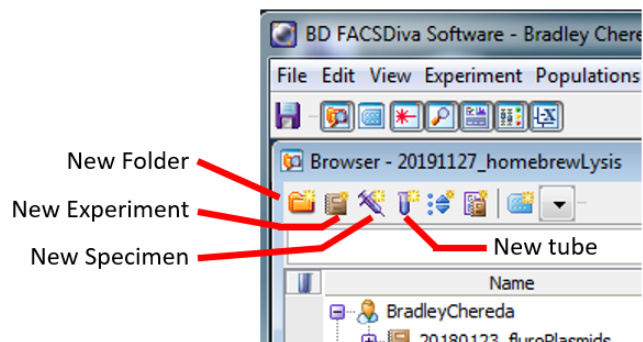 BD FACSDiva Software - Bradley Chere
File Edit View Experiment Populations
Browser - 20191127_homebrewLysis
New Folder
New Experiment
New Specimen
New tube
Name
BradleyChereda
20180123_fluroPlasmids